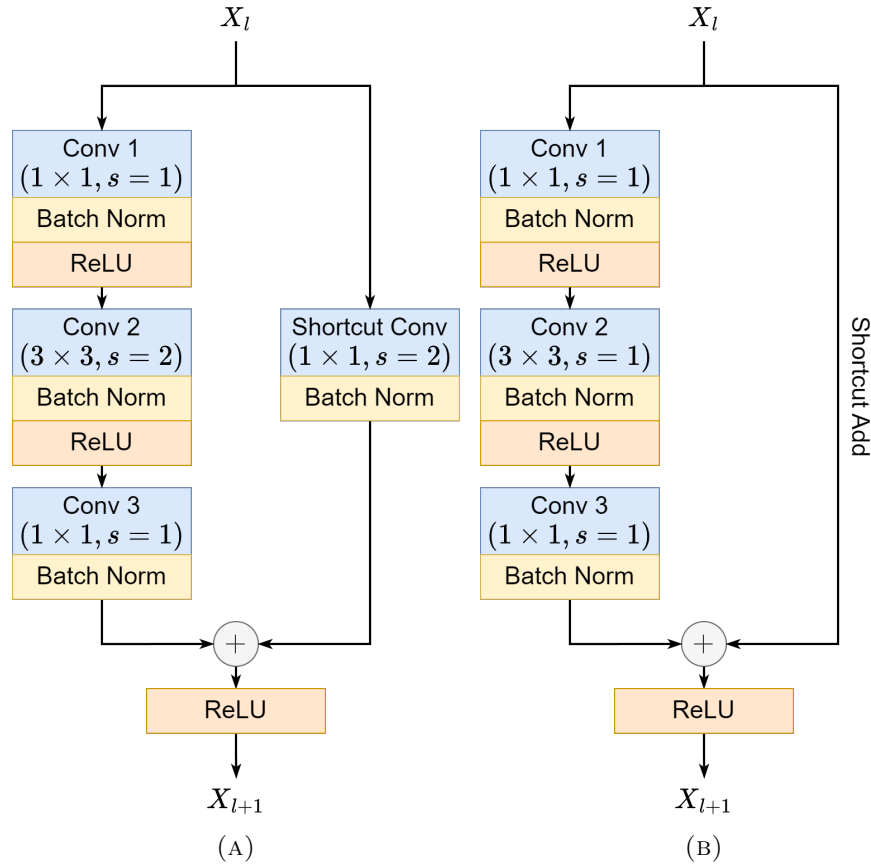 X_l
Conv 1
(1 × 1, s = 1)
Batch Norm
ReLU
Conv 2
(3 × 3, s = 2)
Batch Norm
ReLU
Conv 3
(1 × 1, s = 1)
Batch Norm
Shortcut Conv
(1 × 1, s = 2)
Batch Norm
+
ReLU
X_{l+1}
(A)
X_l
Conv 1
(1 × 1, s = 1)
Batch Norm
ReLU
Conv 2
(3 × 3, s = 1)
Batch Norm
ReLU
Conv 3
(1 × 1, s = 1)
Batch Norm
Shortcut Add
+
ReLU
X_{l+1}
(B)